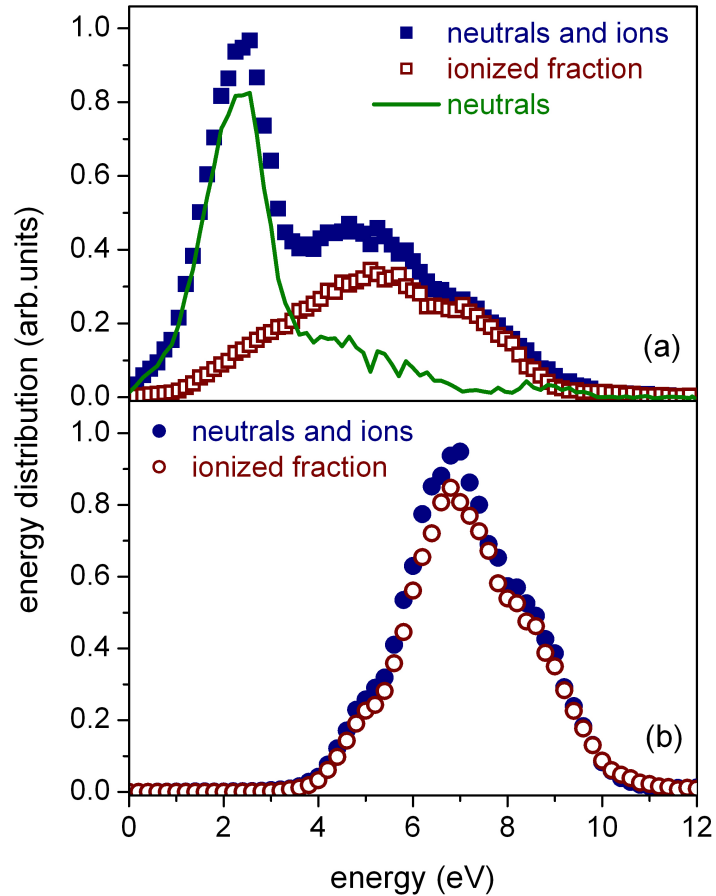 1.0
neutrals and ions
ionized fraction
0.8
neutrals
0.6
0.4
0.2
(a)
0.0
energy distribution (arb.units)
1.0
neutrals and ions
ionized fraction
0.8
0.6
0.4
0.2
(b)
0.0
0 2 4 6 8 10 12
energy (eV)